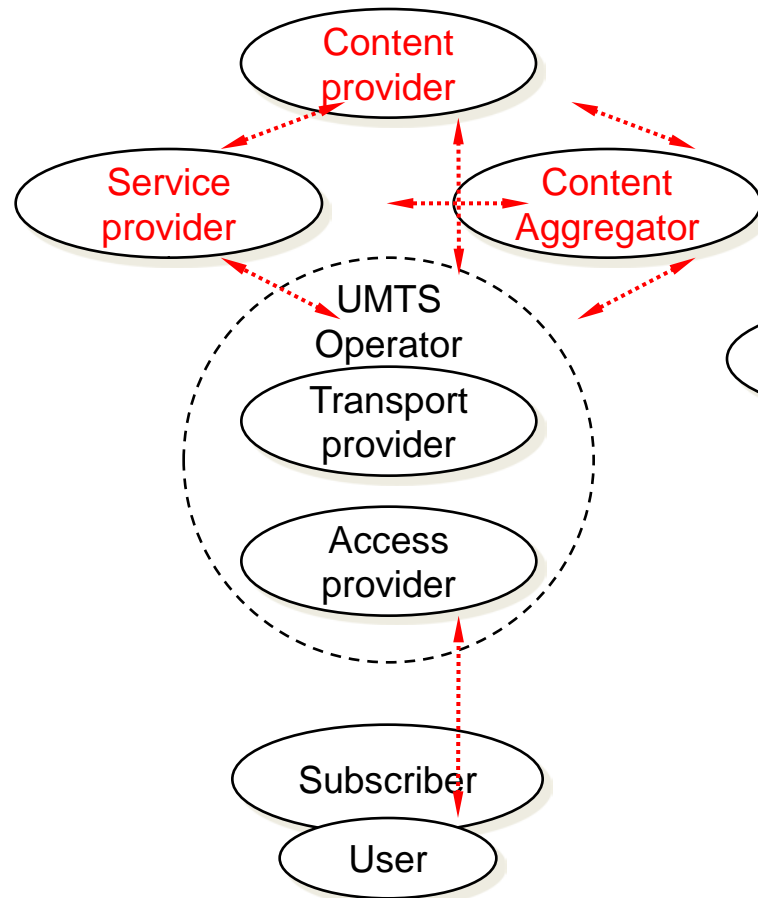 Content
provider
Service
provider
Content
Aggregator
UMTS
Operator
Transport
provider
Access
provider
Subscriber
User